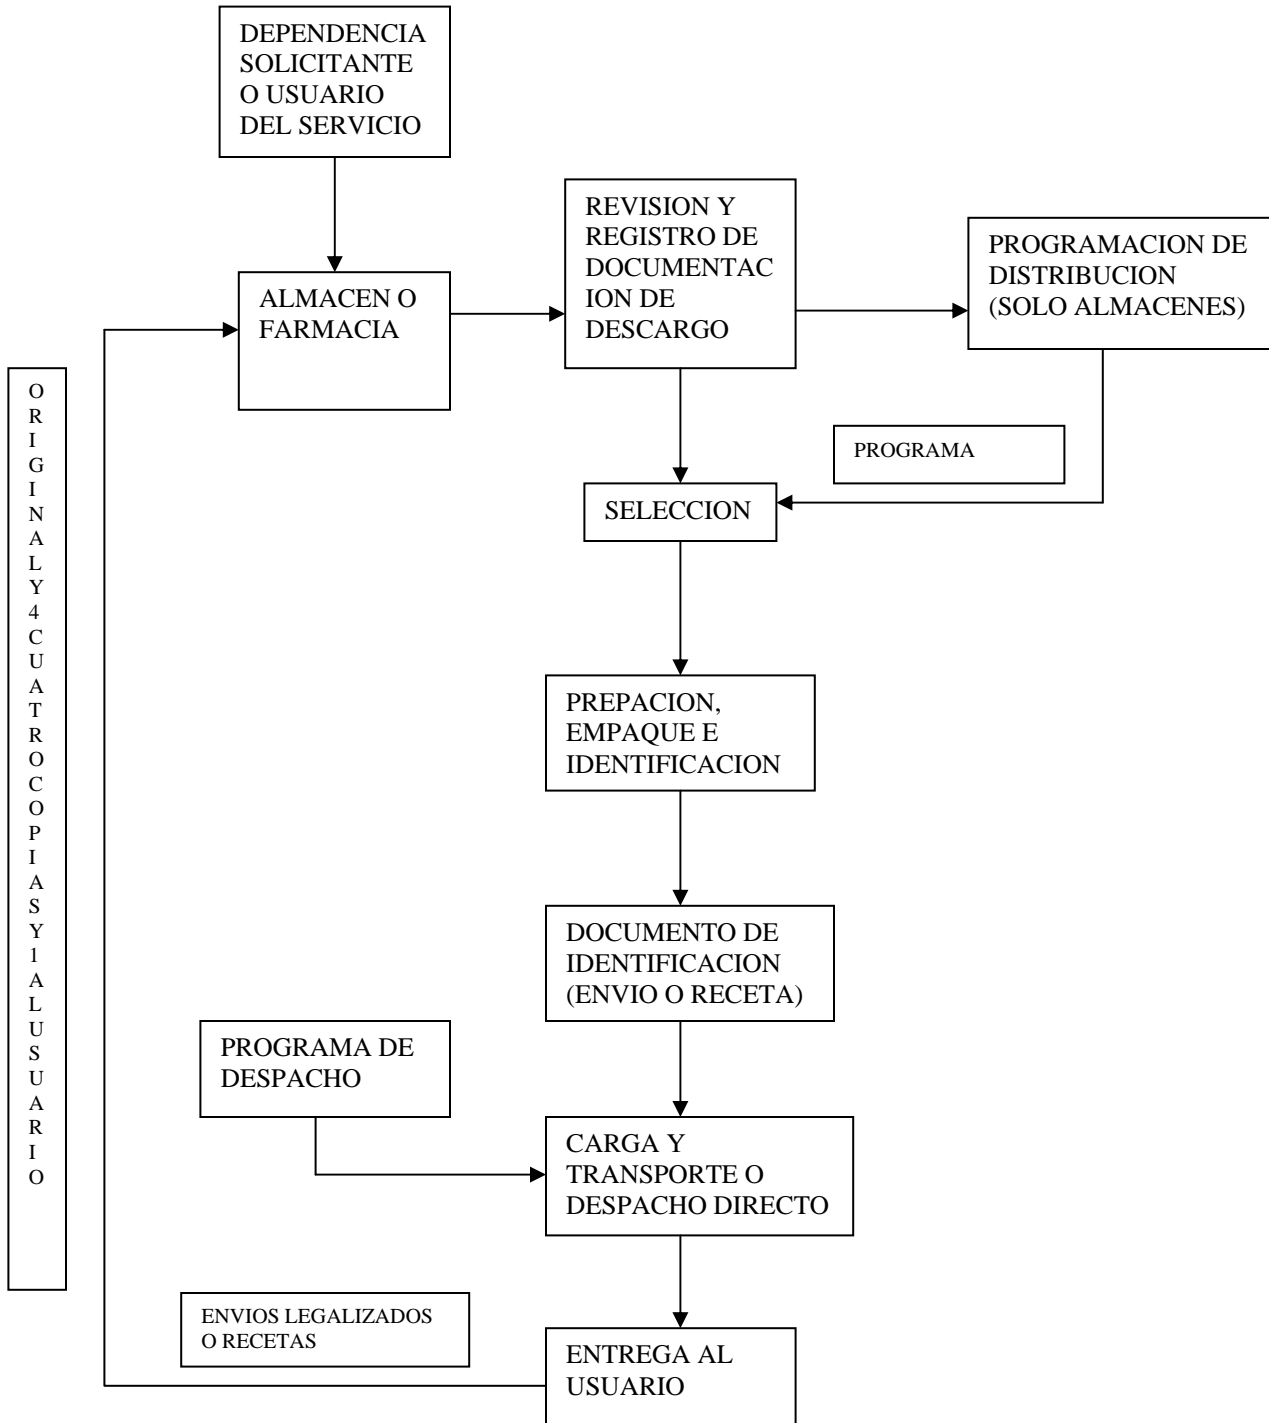 DEPENDENCIA
SOLICITANTE
O USUARIO
DEL SERVICIO
REVISION Y
REGISTRO DE
DOCUMENTAC
ION DE
DESCARGO
PROGRAMACION DE
DISTRIBUCION
(SOLO ALMACENES)
ALMACEN O
FARMACIA
O
R
I
G
I
N
A
L
Y
4
C
U
A
T
R
O
C
O
P
I
A
S
Y
1
A
L
U
S
U
A
R
I
O
PROGRAMA
SELECCION
PREPACION,
EMPAQUE E
IDENTIFICACION
DOCUMENTO DE
IDENTIFICACION
(ENVIO O RECETA)
PROGRAMA DE
DESPACHO
CARGA Y
TRANSPORTE O
DESPACHO DIRECTO
ENVIOS LEGALIZADOS
O RECETAS
ENTREGA AL
USUARIO